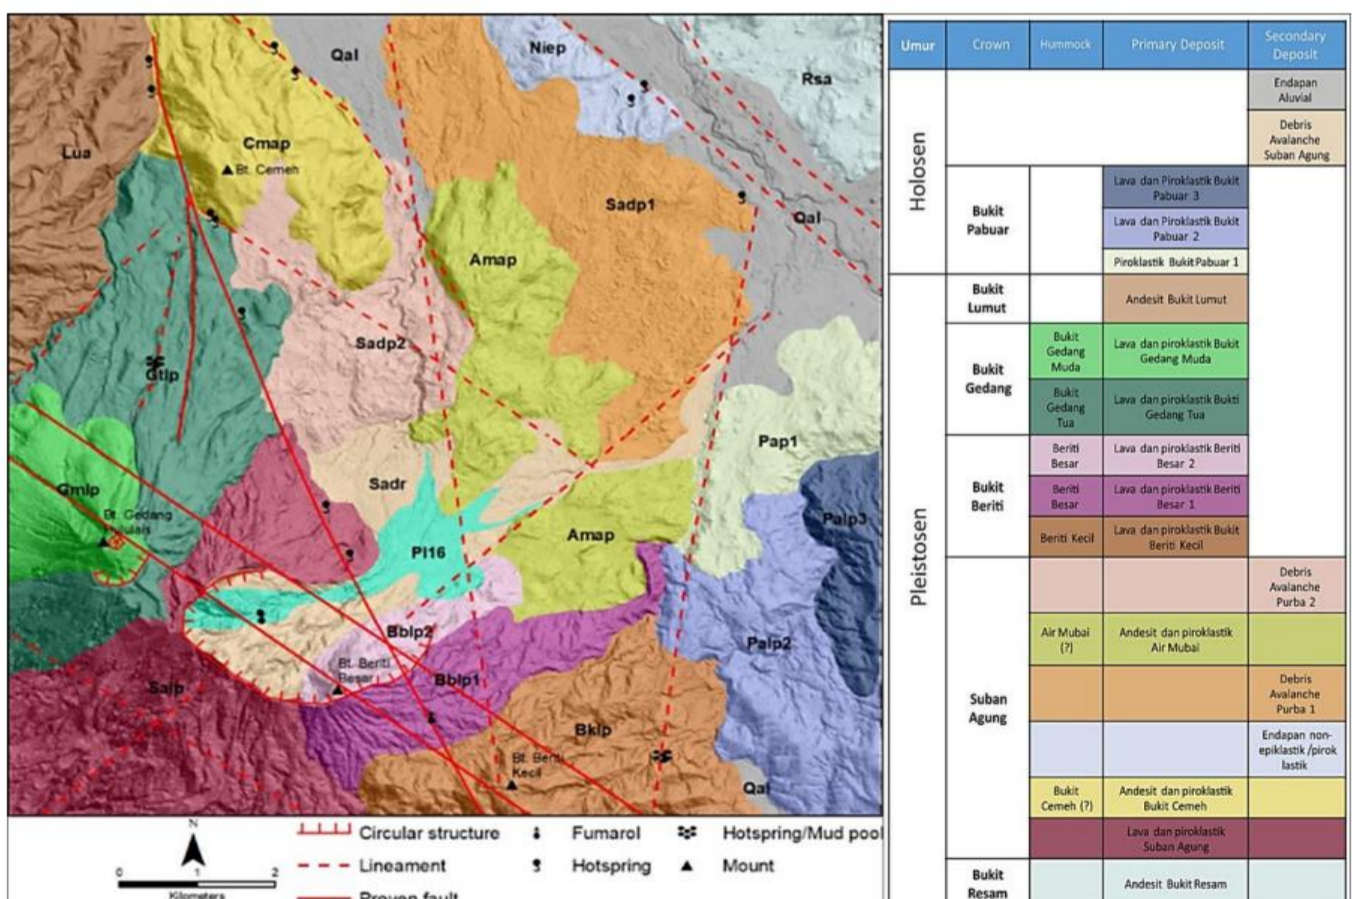 Qal
Niep
Rsa
Cmap
Lua
Bt. Cemeh
Sadp1
Qal
Amap
Sadp2
Gtlp
Pap1
Gmlp
Sadr
Bt. Gedang
Hululais
Palp3
Pl16
Amap
Bblp2
Palp2
Bt. Beriti
Besar
Salp
Bblp1
Bklp
Bt. Beriti
Kecil
Qal
N
0 1 2
Kilometers
Circular structure
Fumarol
Hotspring/Mud pool
Lineament
Hotspring
Mount
Proven fault
Umur
Crown
Hummock
Primary Deposit
Secondary
Deposit
Holosen
Endapan
Aluvial
Debris
Avalanche
Suban Agung
Bukit
Pabuar
Lava dan Piroklastik Bukit
Pabuar 3
Lava dan Piroklastik Bukit
Pabuar 2
Piroklastik Bukit Pabuar 1
Pleistosen
Bukit
Lumut
Andesit Bukit Lumut
Bukit
Gedang
Bukit
Gedang
Muda
Lava dan piroklastik Bukit
Gedang Muda
Bukit
Gedang
Tua
Lava dan piroklastik Bukti
Gedang Tua
Bukit
Beriti
Beriti
Besar
Lava dan piroklastik Beriti
Besar 2
Beriti
Besar
Lava dan piroklastik Beriti
Besar 1
Beriti Kecil
Lava dan piroklastik Bukit
Beriti Kecil
Suban
Agung
Debris
Avalanche
Purba 2
Air Mubai
(?)
Andesit dan piroklastik
Air Mubai
Debris
Avalanche
Purba 1
Endapan non-
epiklastik /pirok
lastik
Bukit
Cemeh (?)
Andesit dan piroklastik
Bukit Cemeh
Lava dan piroklastik
Suban Agung
Bukit
Resam
Andesit Bukit Resam